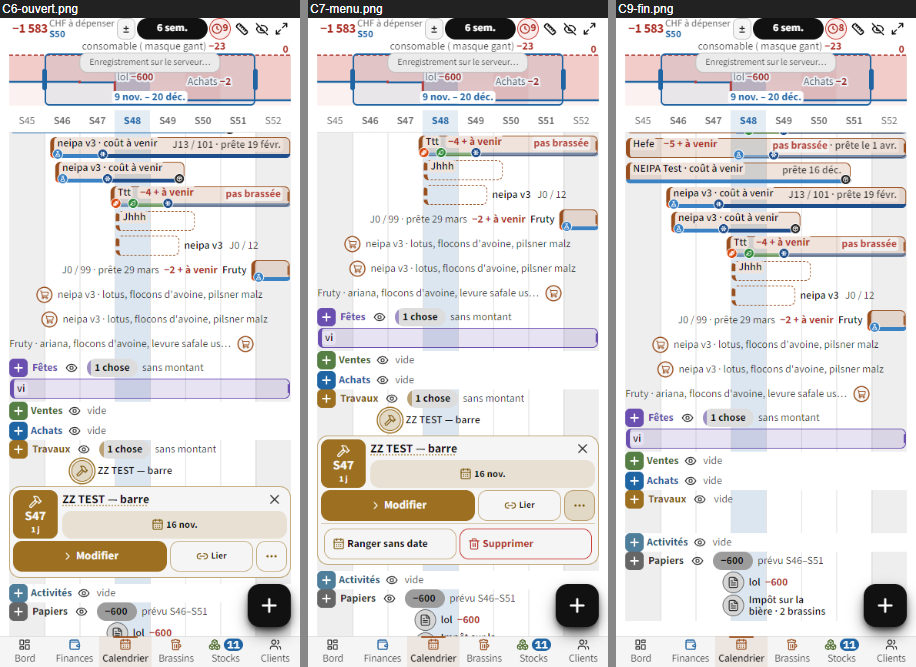 C6-ouvert.png
−1 583 CHF à dépenser
S50
± 6 sem. 9
consomable ( masque gant) −23
0
Enregistrement sur le serveur…
lol −600
Achats −2
9 nov. – 20 déc.
S45 S46 S47 S48 S49 S50 S51 S52
neipa v3 · coût à venir J13 / 101 · prête 19 févr.
neipa v3 · coût à venir
Ttt −4 + à venir pas brassée
Jhhh
neipa v3 J0 / 12
J0 / 99 · prête 29 mars −2 + à venir Fruty
neipa v3 · lotus, flocons d'avoine, pilsner malz
neipa v3 · lotus, flocons d'avoine, pilsner malz
Fruty · ariana, flocons d'avoine, levure safale us…
+ Fêtes 1 chose sans montant
vi
+ Ventes vide
+ Achats vide
+ Travaux 1 chose sans montant
ZZ TEST — barre
S47
1 j
ZZ TEST — barre
16 nov.
> Modifier
Lier
···
+ Activités vide
+ Papiers −600 prévu S46–S51
lol −600
+
Bord Finances Calendrier Brassins Stocks 11 Clients
C7-menu.png
−1 583 CHF à dépenser
S50
± 6 sem. 9
consomable ( masque gant) −23
0
Enregistrement sur le serveur…
lol −600
Achats −2
9 nov. – 20 déc.
S45 S46 S47 S48 S49 S50 S51 S52
Ttt −4 + à venir pas brassée
Jhhh
neipa v3 J0 / 12
J0 / 99 · prête 29 mars −2 + à venir Fruty
neipa v3 · lotus, flocons d'avoine, pilsner malz
neipa v3 · lotus, flocons d'avoine, pilsner malz
Fruty · ariana, flocons d'avoine, levure safale us…
+ Fêtes 1 chose sans montant
vi
+ Ventes vide
+ Achats vide
+ Travaux 1 chose sans montant
ZZ TEST — barre
S47
1 j
ZZ TEST — barre
16 nov.
> Modifier
Lier
···
Ranger sans date
Supprimer
+ Activités vide
+ Papiers −600 prévu S46–S51
lol −600
+
Bord Finances Calendrier Brassins Stocks 11 Clients
C9-fin.png
−1 583 CHF à dépenser
S50
± 6 sem. 8
consomable ( masque gant) −23
0
Enregistrement sur le serveur…
lol −600
Achats −2
9 nov. – 20 déc.
S45 S46 S47 S48 S49 S50 S51 S52
Hefe −5 + à venir pas brassée · prête le 1 avr.
NEIPA Test · coût à venir prête 16 déc.
neipa v3 · coût à venir J13 / 101 · prête 19 févr.
neipa v3 · coût à venir
Ttt −4 + à venir pas brassée
Jhhh
neipa v3 J0 / 12
J0 / 99 · prête 29 mars −2 + à venir Fruty
neipa v3 · lotus, flocons d'avoine, pilsner malz
neipa v3 · lotus, flocons d'avoine, pilsner malz
Fruty · ariana, flocons d'avoine, levure safale us…
+ Fêtes 1 chose sans montant
vi
+ Ventes vide
+ Achats vide
+ Travaux vide
+ Activités vide
+ Papiers −600 prévu S46–S51
lol −600
Impôt sur la
bière · 2 brassins
+
Bord Finances Calendrier Brassins Stocks 11 Clients